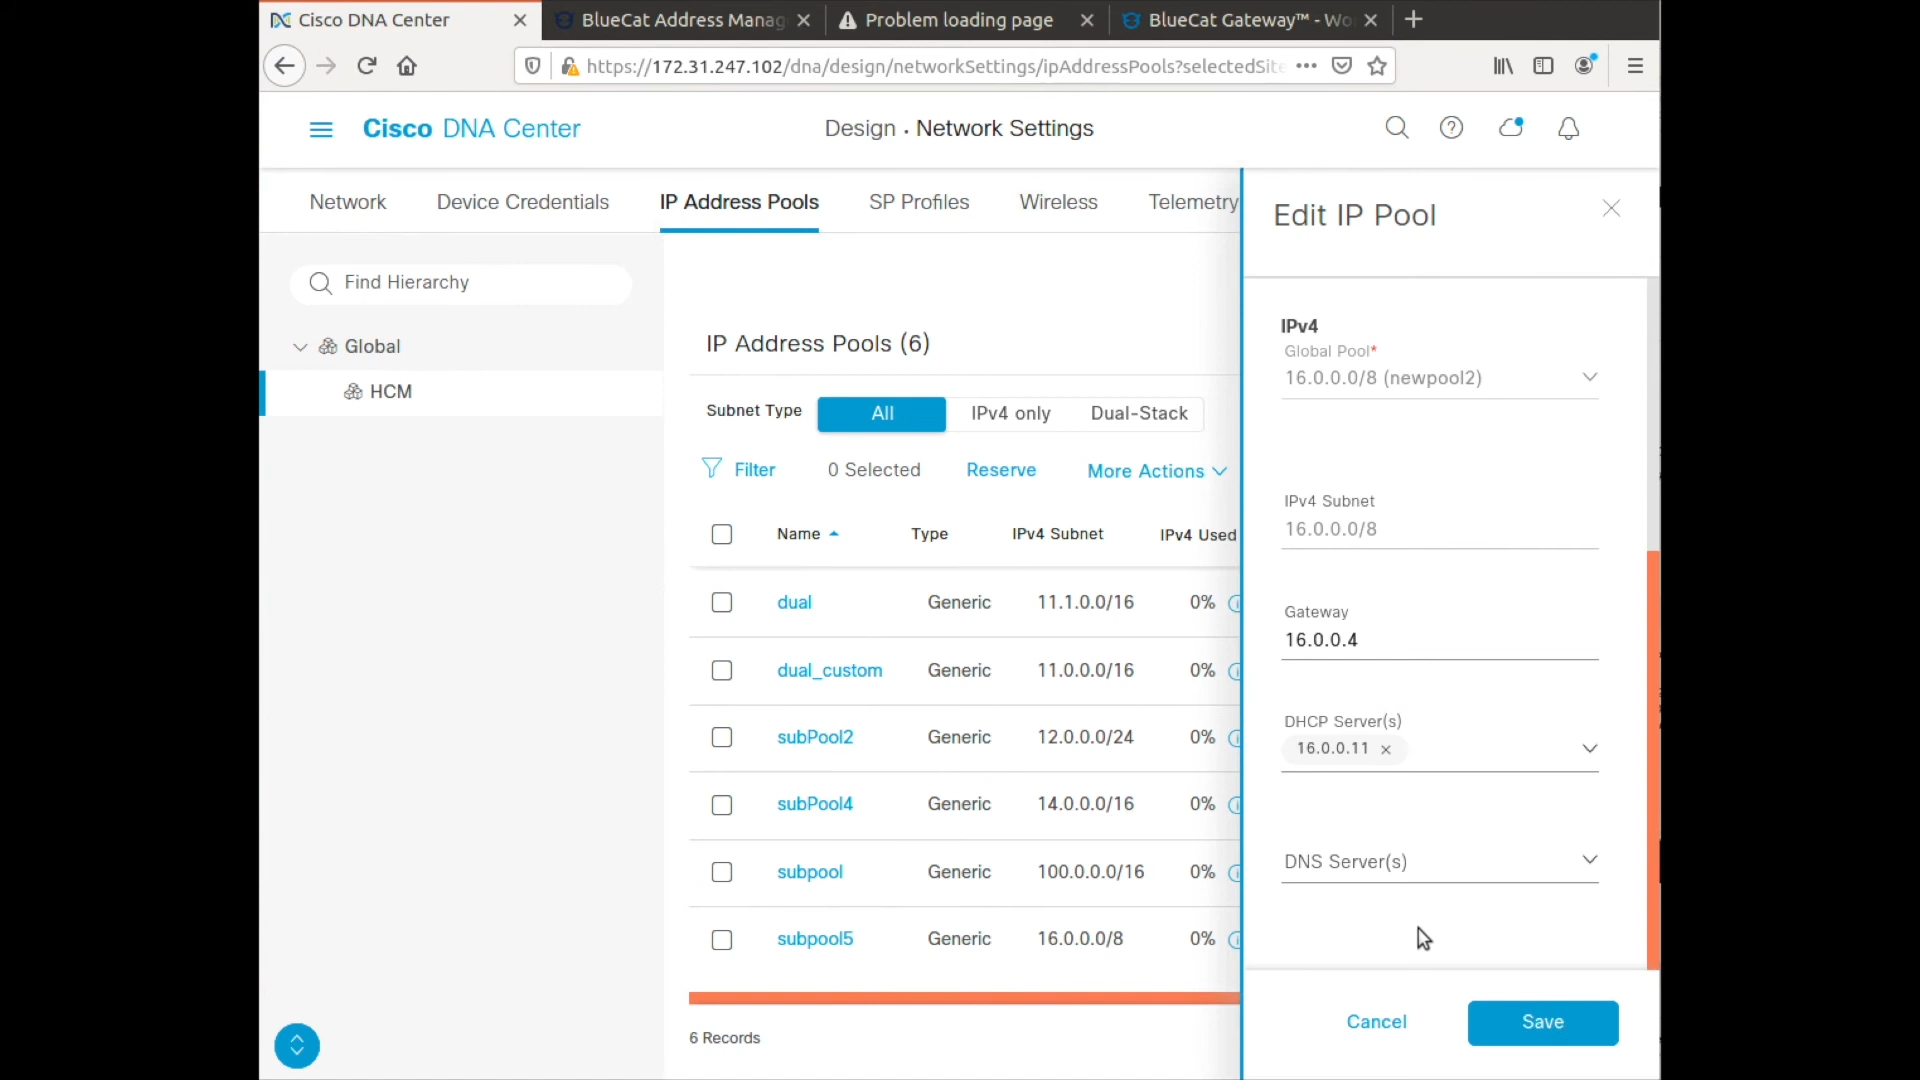 Cisco DNA Center
BlueCat Address Manag
Problem loading page
BlueCat Gateway™ - Wo
https://172.31.247.102/dna/design/networkSettings/ipAddressPools?selectedSite
Cisco DNA Center
Design · Network Settings
Network Device Credentials IP Address Pools SP Profiles Wireless Telemetry
Find Hierarchy
Global
HCM
IP Address Pools (6)
Subnet Type All IPv4 only Dual-Stack
Filter 0 Selected Reserve More Actions
Name Type IPv4 Subnet IPv4 Used
dual Generic 11.1.0.0/16 0%
dual_custom Generic 11.0.0.0/16 0%
subPool2 Generic 12.0.0.0/24 0%
subPool4 Generic 14.0.0.0/16 0%
subpool Generic 100.0.0.0/16 0%
subpool5 Generic 16.0.0.0/8 0%
6 Records
Edit IP Pool
IPv4
Global Pool*
16.0.0.0/8 (newpool2)
IPv4 Subnet
16.0.0.0/8
Gateway
16.0.0.4
DHCP Server(s)
16.0.0.11
DNS Server(s)
Cancel Save